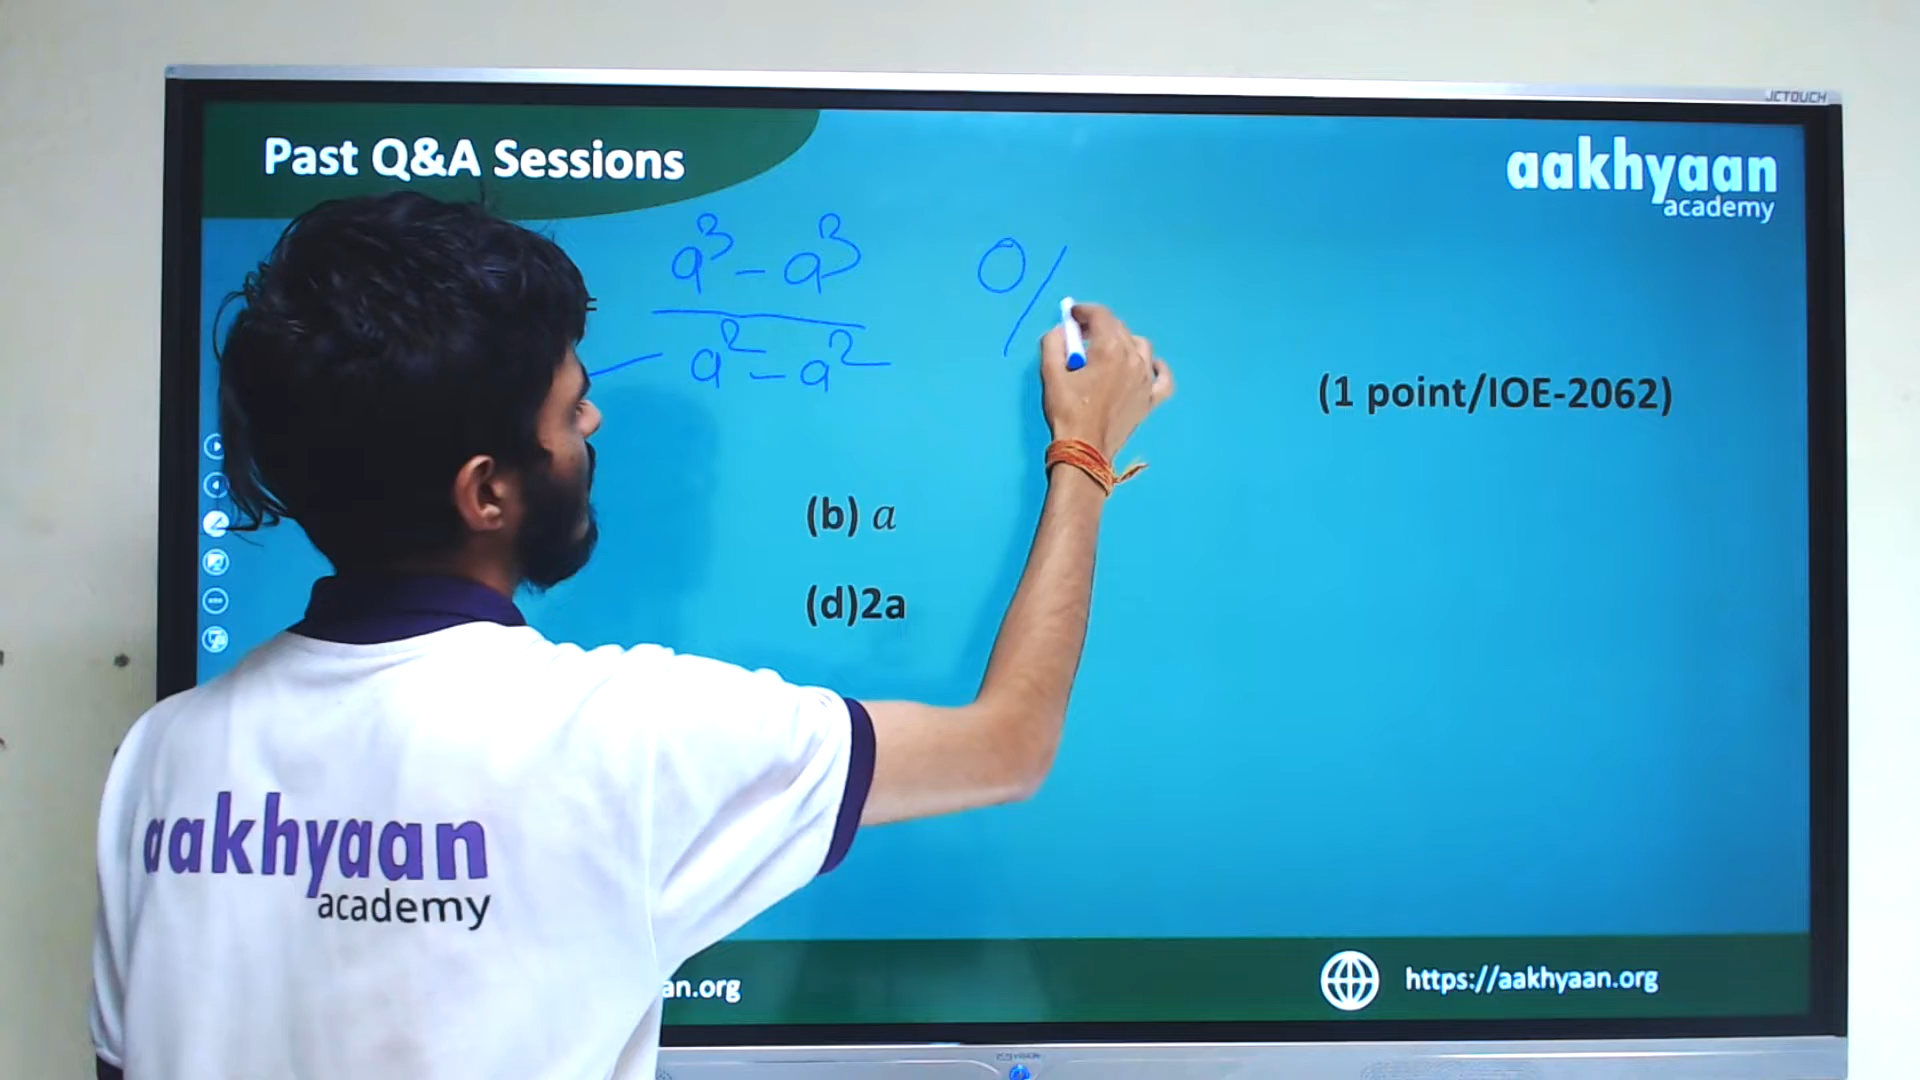 JCTOUCH
Past Q&A Sessions
aakhyaan
academy
a³ - a³
0/
=
a² - a²
(1 point/IOE-2062)
(b) a
(d)2a
aakhyaan
academy
an.org
https://aakhyaan.org